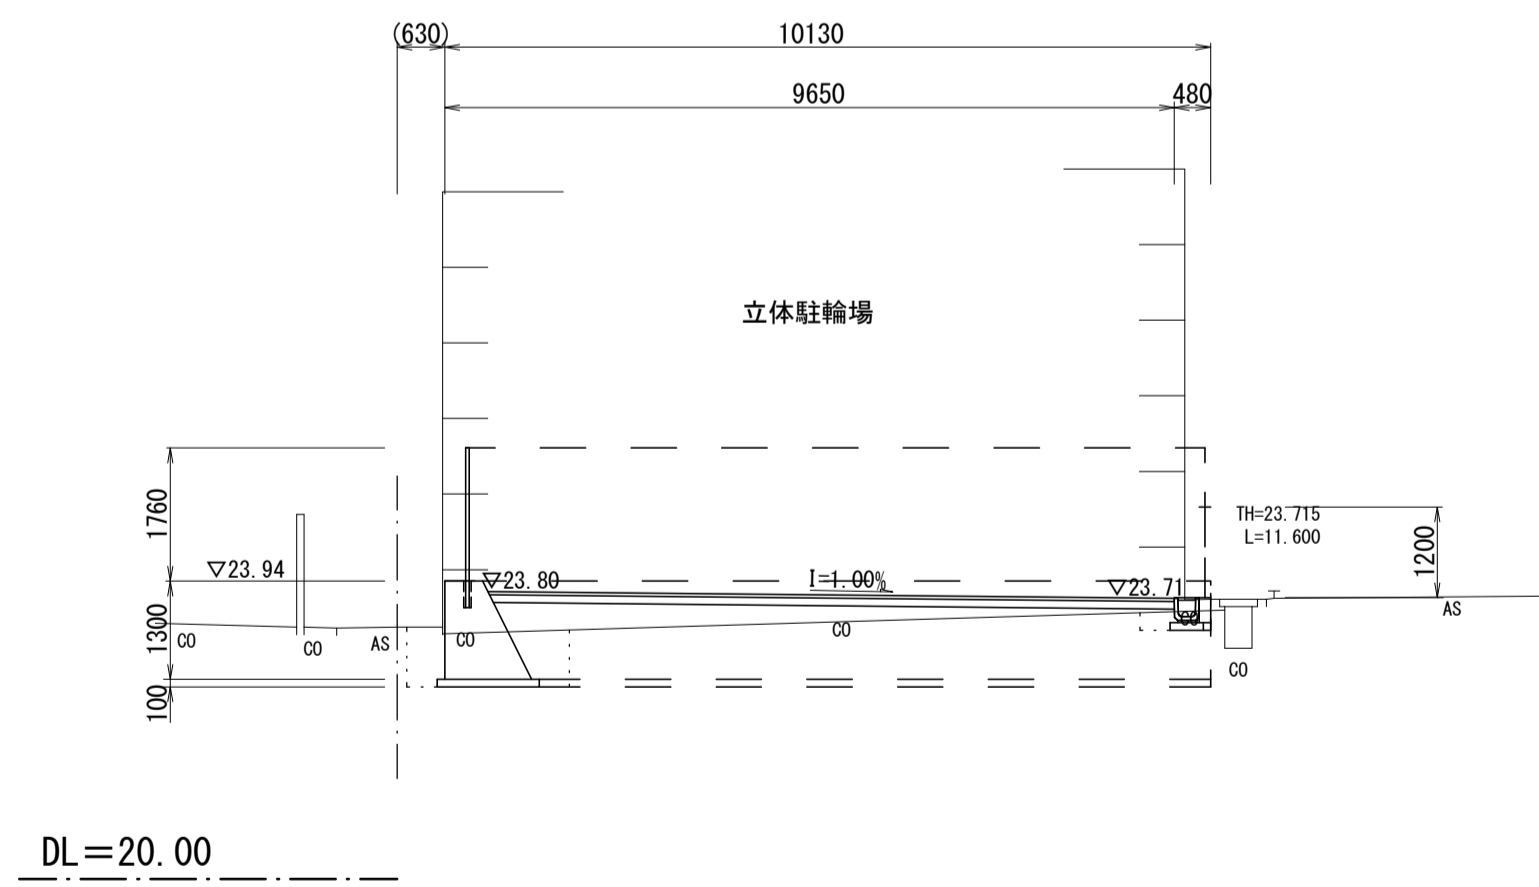 (630)
10130
9650
480
立体駐輪場
1760
TH=23.715
L=11.600
1200
▽23.94
▽23.80
I=1.00%
▽23.71
1300
CO
CO
AS
CO
CO
AS
CO
100
DL=20.00